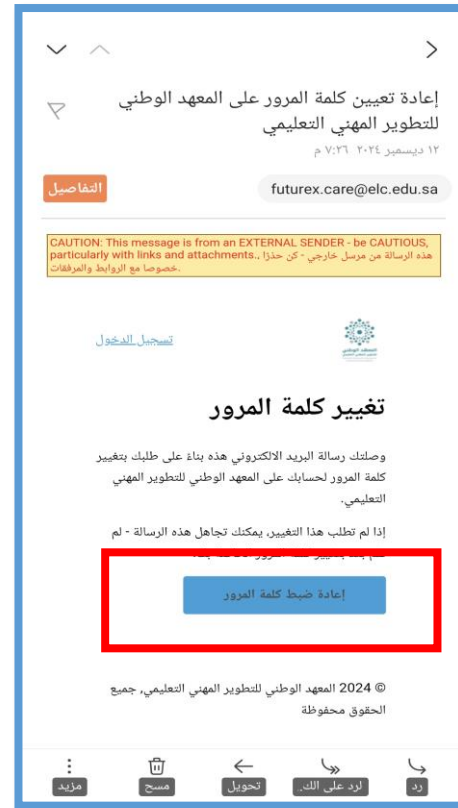 إعادة تعيين كلمة المرور على المعهد الوطني
للتطوير المهني التعليمي
١٢ ديسمبر ٢٠٢٤ ٧:٢٦ م
futurex.care@elc.edu.sa
التفاصيل
CAUTION: This message is from an EXTERNAL SENDER - be CAUTIOUS,
particularly with links and attachments., هذه الرسالة من مرسل خارجي - كن حذرًا
خصوصا مع الروابط والمرفقات.
تسجيل الدخول
تغيير كلمة المرور
وصلتك رسالة البريد الالكتروني هذه بناءً على طلبك بتغيير
كلمة المرور لحسابك على المعهد الوطني للتطوير المهني
التعليمي.
إذا لم تطلب هذا التغيير، يمكنك تجاهل هذه الرسالة - لم
إعادة ضبط كلمة المرور
© 2024 المعهد الوطني للتطوير المهني التعليمي, جميع
الحقوق محفوظة
رد
لرد على الك..
تحويل
مسح
مزيد